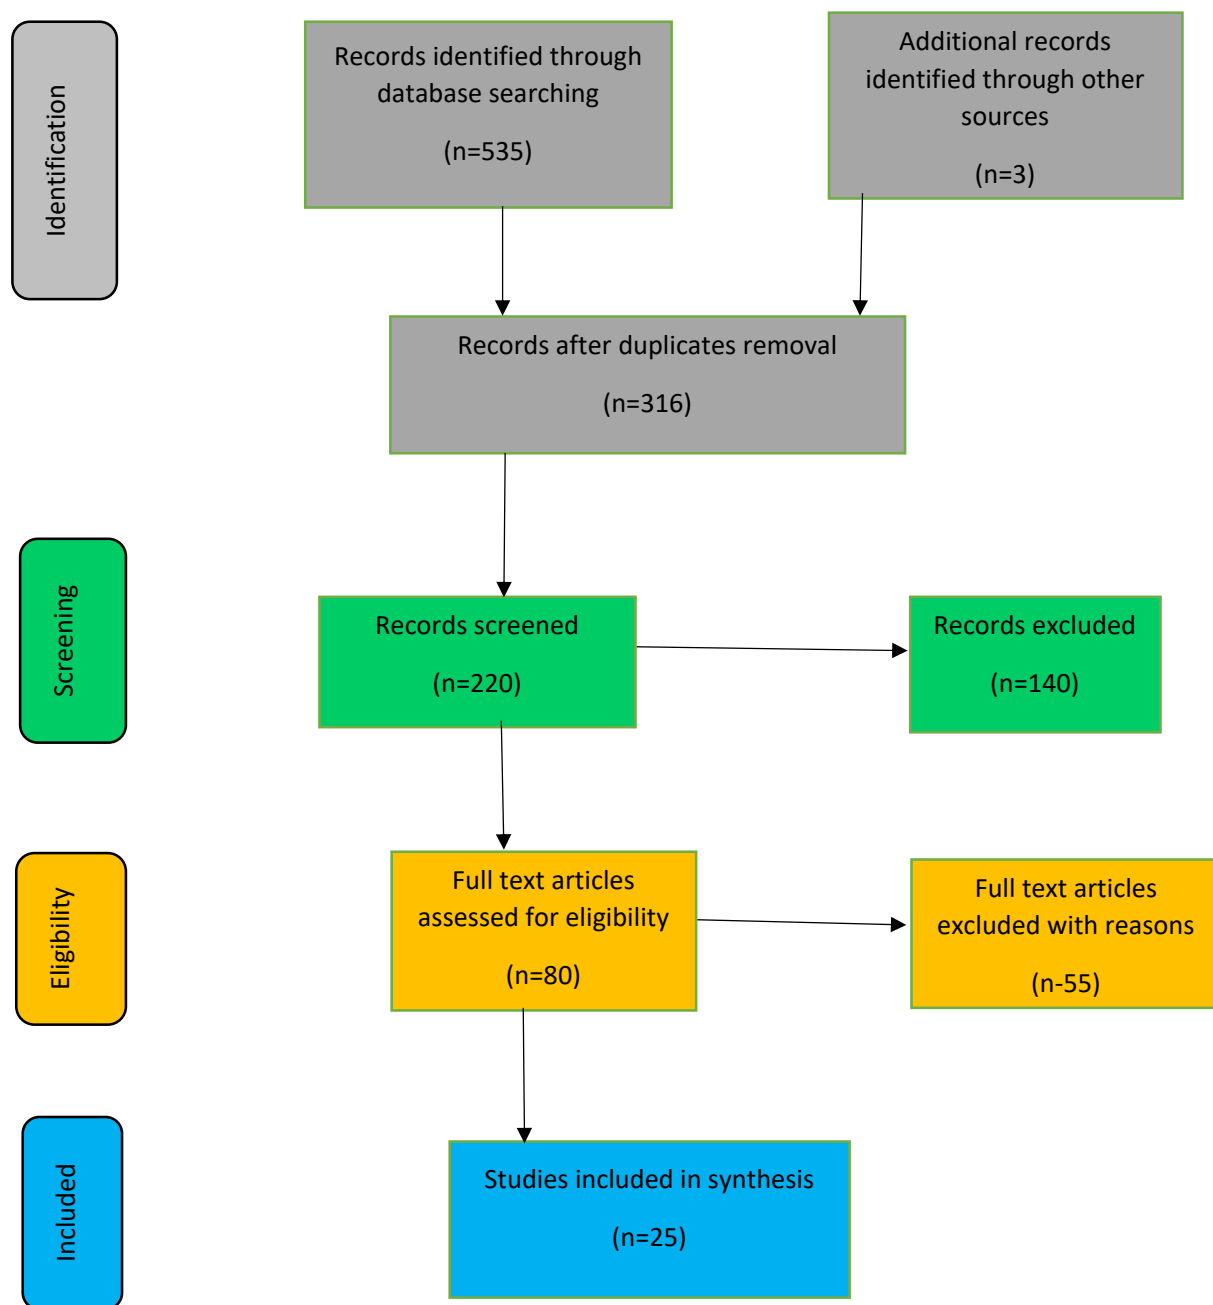 Identification
Records identified through
database searching
(n=535)
Additional records
identified through other
sources
(n=3)
Records after duplicates removal
(n=316)
Screening
Records screened
(n=220)
Records excluded
(n=140)
Eligibility
Full text articles
assessed for eligibility
(n=80)
Full text articles
excluded with reasons
(n-55)
Included
Studies included in synthesis
(n=25)